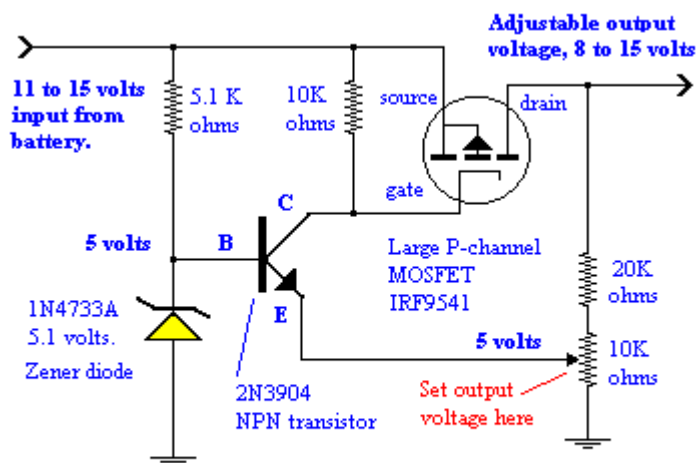 Adjustable output
voltage, 8 to 15 volts
11 to 15 volts
input from
battery.
5.1 K
ohms
10K
ohms
source
drain
gate
C
5 volts
B
E
Large P-channel
MOSFET
IRF9541
20K
ohms
1N4733A
5.1 volts.
Zener diode
5 volts
10K
ohms
2N3904
NPN transistor
Set output
voltage here